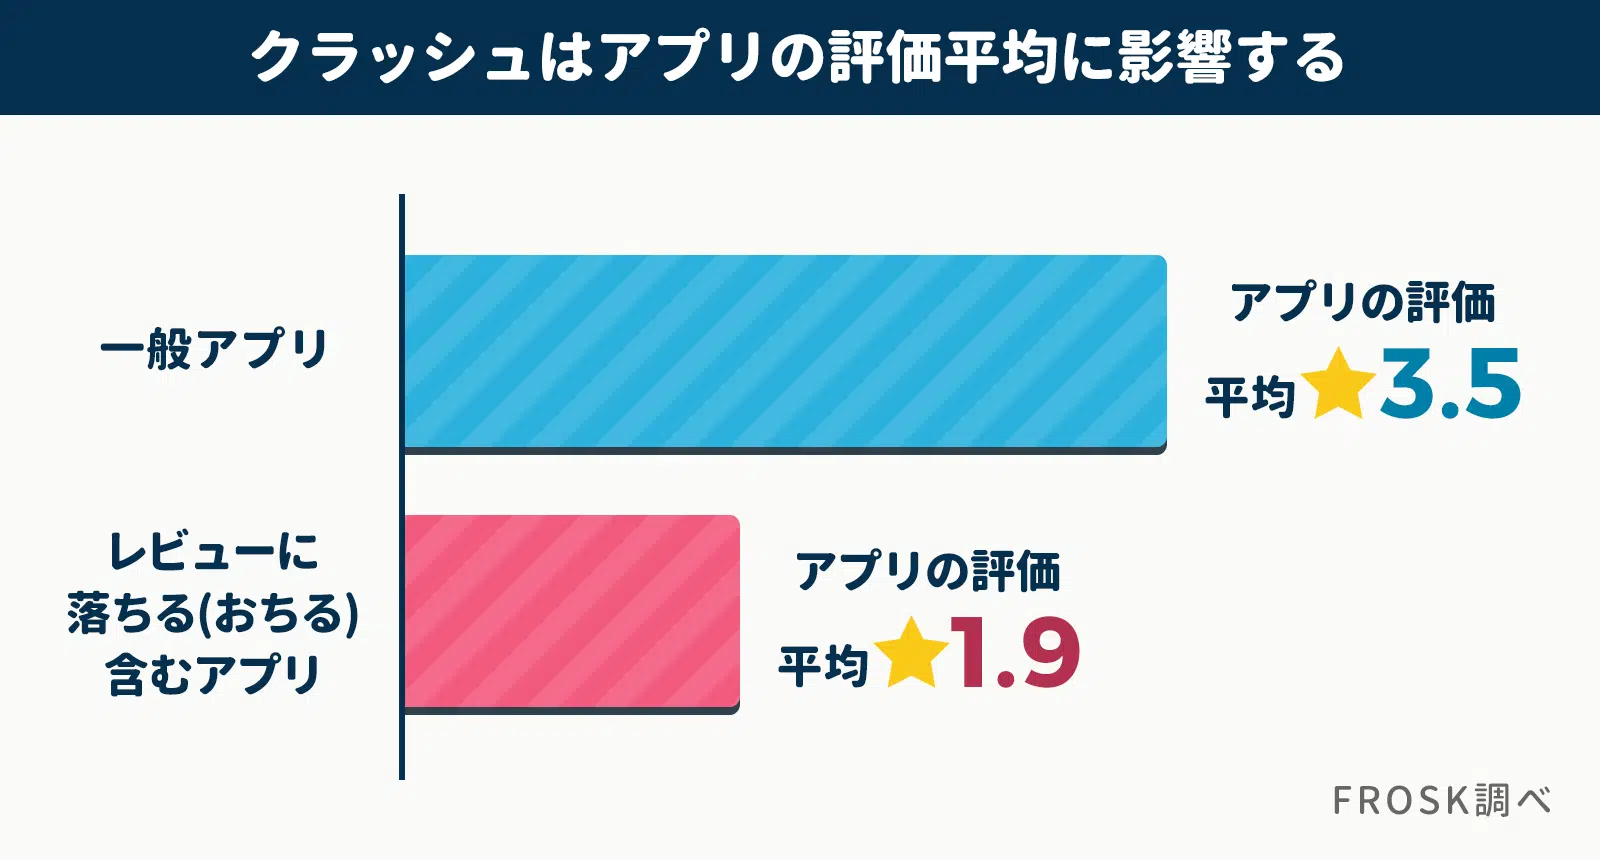 クラッシュはアプリの評価平均に影響する
一般アプリ
アプリの評価
平均★3.5
レビューに
落ちる(おちる)
含むアプリ
アプリの評価
平均★1.9
FROSK調べ